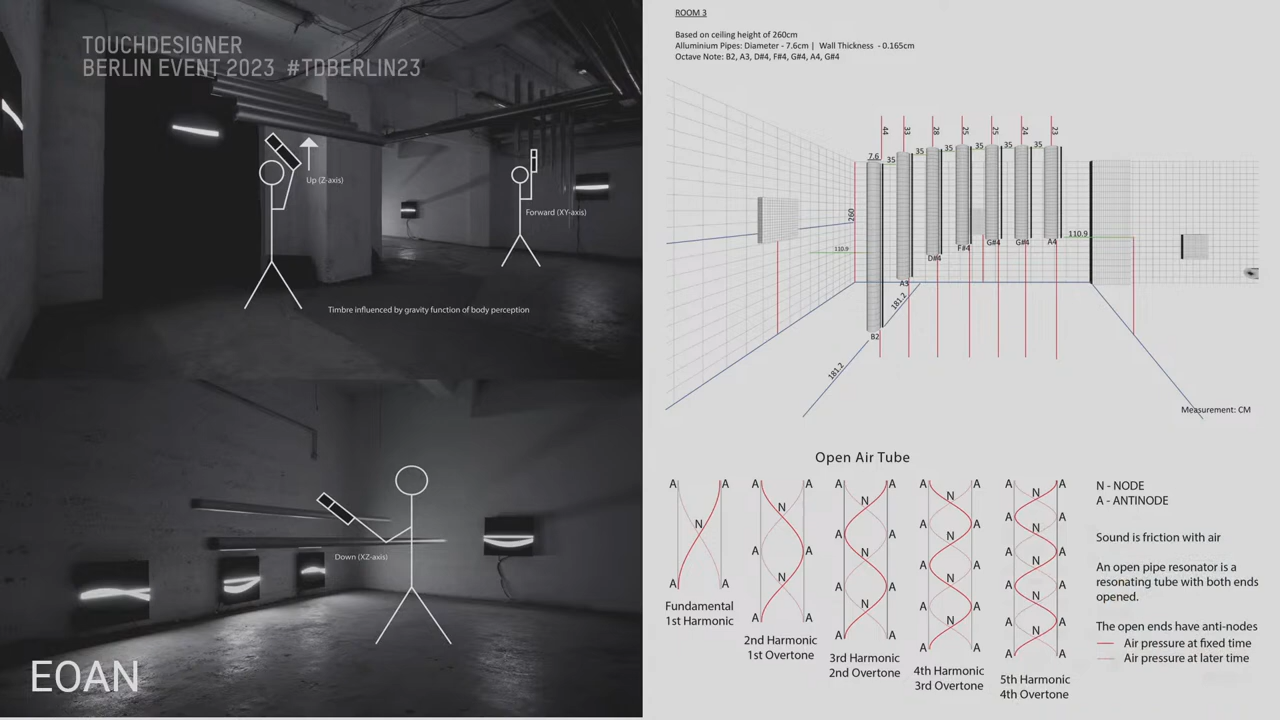 TOUCHDESIGNER
BERLIN EVENT 2023 #TDBERLIN23
Up (Z-axis)
Forward (XY-axis)
Timbre influenced by gravity function of body perception
Down (XZ-axis)
EOAN
ROOM 3
Based on ceiling height of 260cm
Alluminium Pipes: Diameter - 7.6cm | Wall Thickness - 0.165cm
Octave Note: B2, A3, D#4, F#4, G#4, A4, G#4
44 33 28 25 25 24 23
7.6 35 35 35 35 35 35
260
110.9
110.9
B2 A3 D#4 F#4 G#4 G#4 A4
181.2
181.2
Measurement: CM
Open Air Tube
A A A A A A A A A A
N N N N N
A A A A A A
N N N N
A A A A A A
N N N
A A A A A A
N N
A A A A A A
N
A A
Fundamental
1st Harmonic
2nd Harmonic
1st Overtone
3rd Harmonic
2nd Overtone
4th Harmonic
3rd Overtone
5th Harmonic
4th Overtone
N - NODE
A - ANTINODE
Sound is friction with air
An open pipe resonator is a
resonating tube with both ends
opened.
The open ends have anti-nodes
Air pressure at fixed time
Air pressure at later time